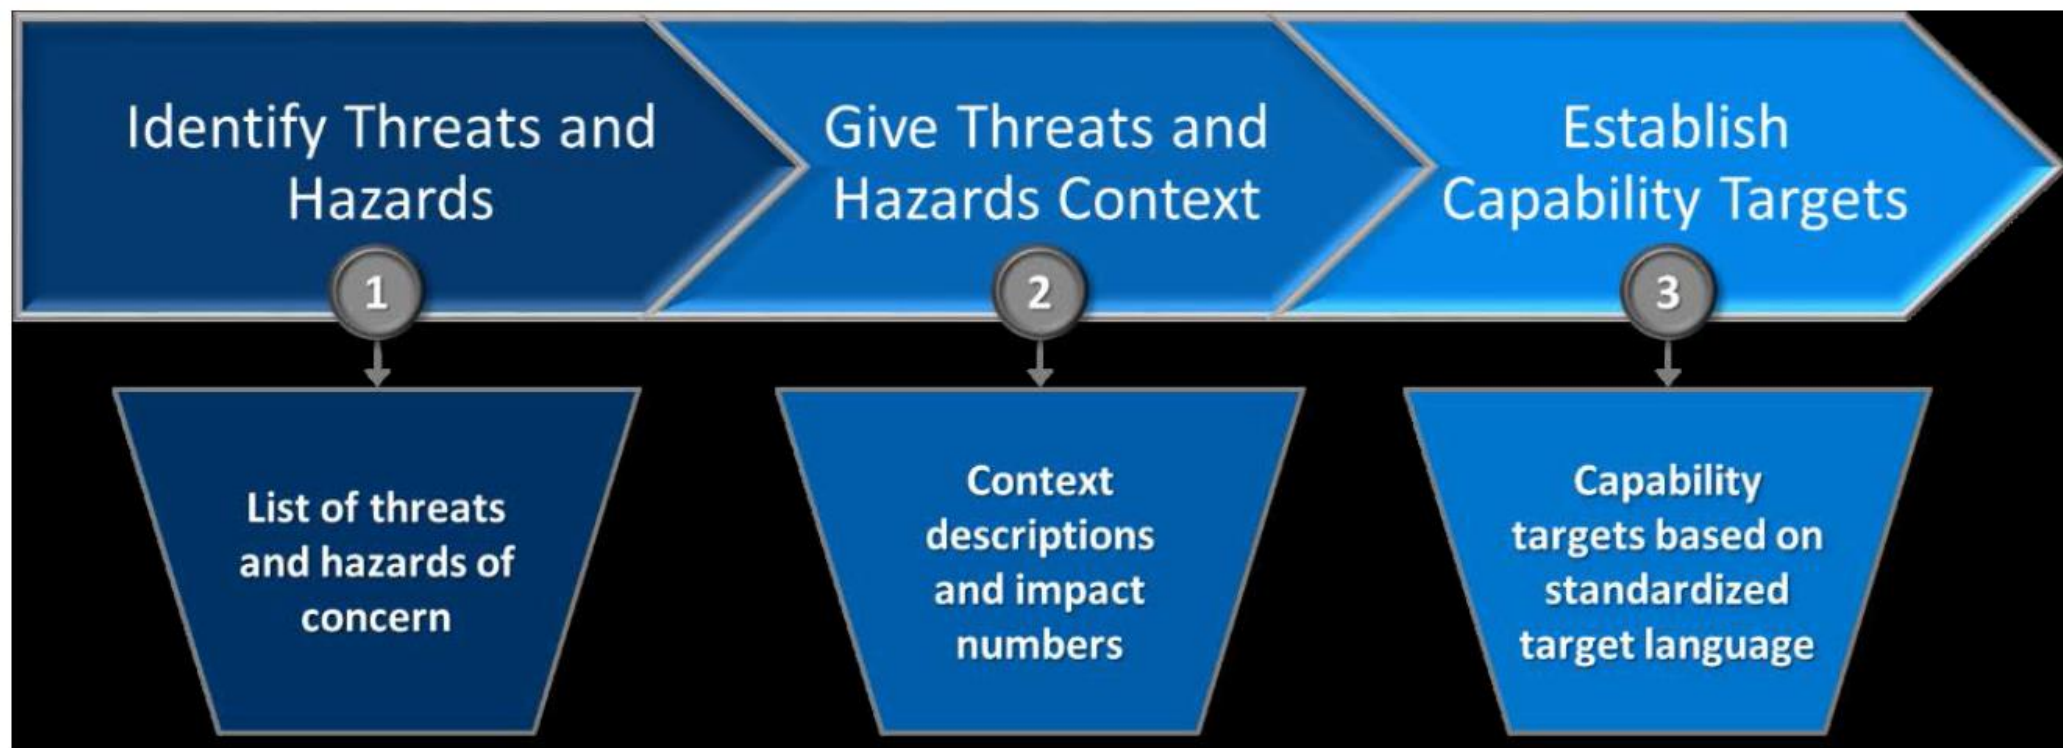 Identify Threats and
Hazards
1
Give Threats and
Hazards Context
2
Establish
Capability Targets
3
List of threats
and hazards of
concern
Context
descriptions
and impact
numbers
Capability
targets based on
standardized
target language